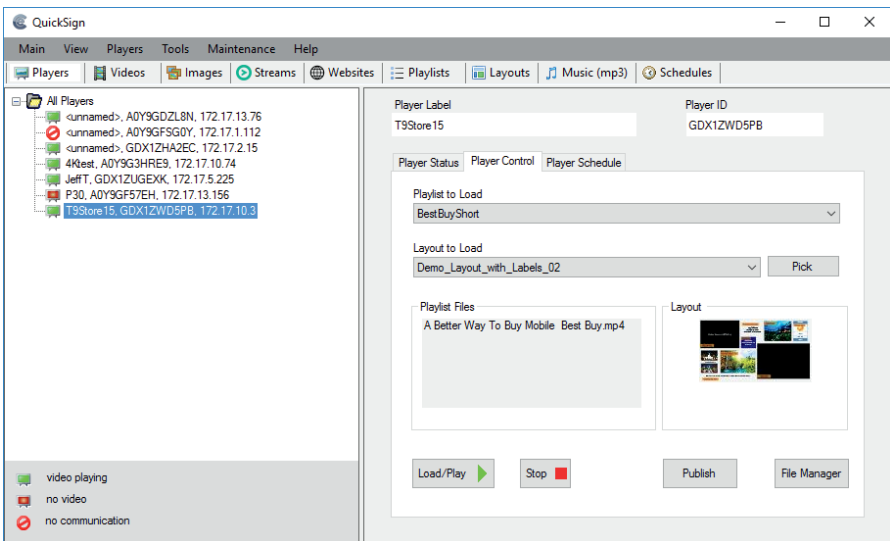 QuickSign
Main View Players Tools Maintenance Help
Players Videos Images Streams Websites Playlists Layouts Music (mp3) Schedules
All Players
<unnamed>, A0Y9GDZL8N, 172.17.13.76
<unnamed>, A0Y9GFSG0Y, 172.17.1.112
<unnamed>, GDX1ZHA2EC, 172.17.2.15
4Ktest, A0Y9G3HRE9, 172.17.10.74
JeffT, GDX1ZUGEXK, 172.17.5.225
P30, A0Y9GF57EH, 172.17.13.156
T9Store15, GDX1ZWD5PB, 172.17.10.3
video playing
no video
no communication
Player Label
Player ID
T9Store15
GDX1ZWD5PB
Player Status Player Control Player Schedule
Playlist to Load
BestBuyShort
Layout to Load
Demo_Layout_with_Labels_02
Pick
Playlist Files
A Better Way To Buy Mobile Best Buy.mp4
Layout
Load/Play
Stop
Publish
File Manager